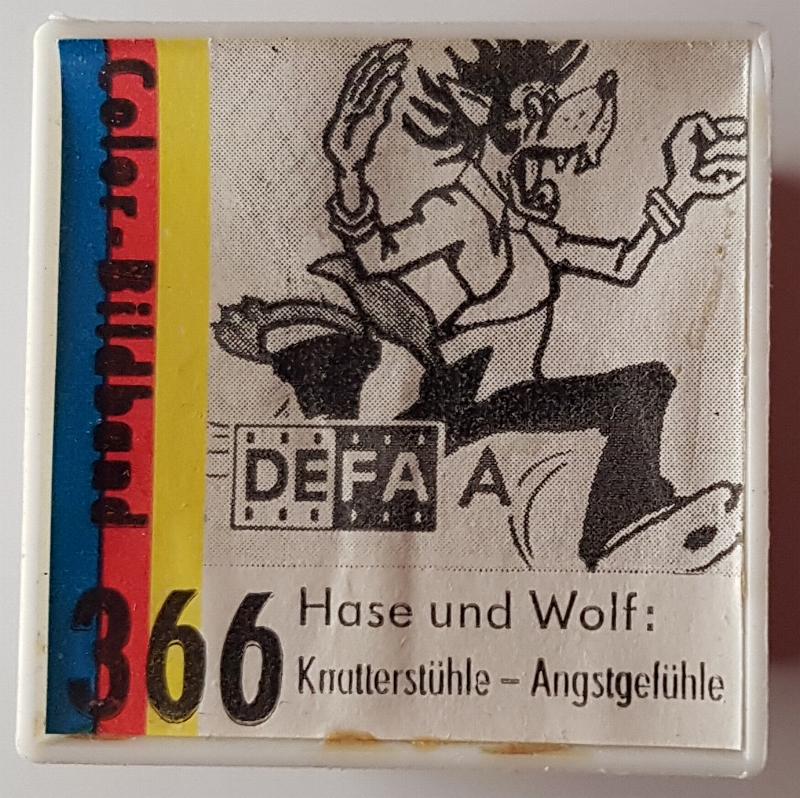 Color-Bildband
DEFA A
366
Hase und Wolf:
Knatterstühle - Angstgefühle